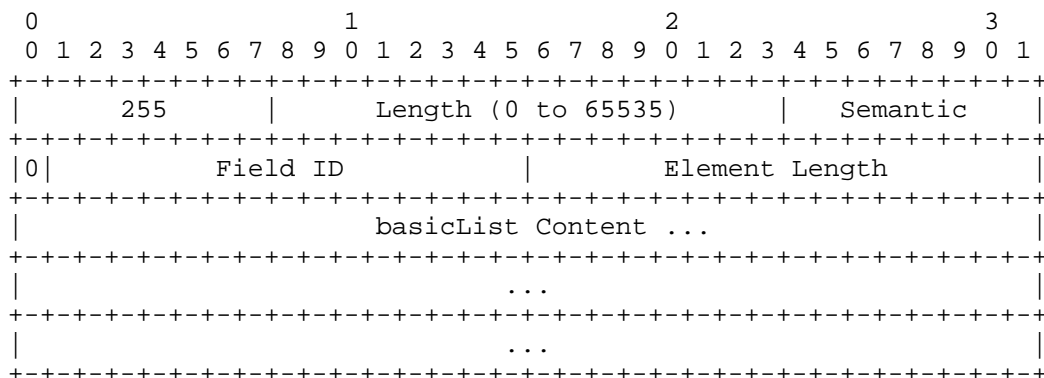 0                   1                   2                   3
 0 1 2 3 4 5 6 7 8 9 0 1 2 3 4 5 6 7 8 9 0 1 2 3 4 5 6 7 8 9 0 1
+-+-+-+-+-+-+-+-+-+-+-+-+-+-+-+-+-+-+-+-+-+-+-+-+-+-+-+-+-+-+-+-+
|      255      |      Length (0 to 65535)      |   Semantic    |
+-+-+-+-+-+-+-+-+-+-+-+-+-+-+-+-+-+-+-+-+-+-+-+-+-+-+-+-+-+-+-+-+
|0|          Field ID           |        Element Length         |
+-+-+-+-+-+-+-+-+-+-+-+-+-+-+-+-+-+-+-+-+-+-+-+-+-+-+-+-+-+-+-+-+
|                      basicList Content ...                    |
+-+-+-+-+-+-+-+-+-+-+-+-+-+-+-+-+-+-+-+-+-+-+-+-+-+-+-+-+-+-+-+-+
|                              ...                              |
+-+-+-+-+-+-+-+-+-+-+-+-+-+-+-+-+-+-+-+-+-+-+-+-+-+-+-+-+-+-+-+-+
|                              ...                              |
+-+-+-+-+-+-+-+-+-+-+-+-+-+-+-+-+-+-+-+-+-+-+-+-+-+-+-+-+-+-+-+-+